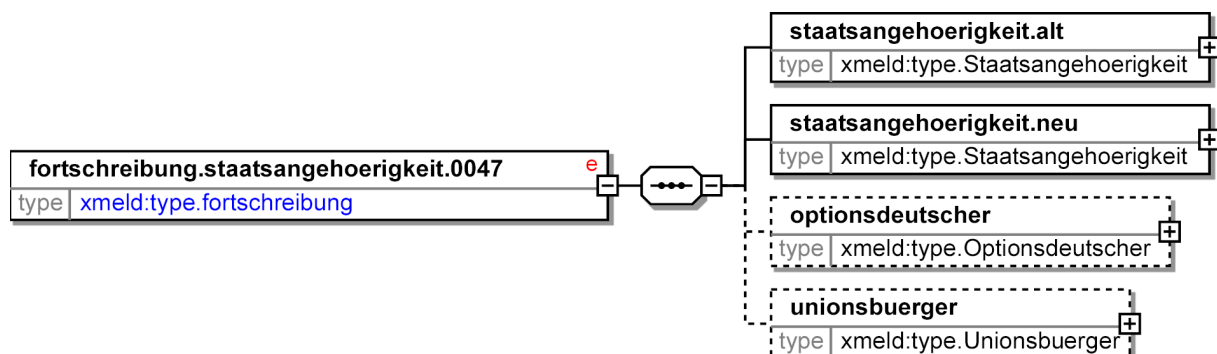 staatsangehoerigkeit.alt
type xmeld:type.Staatsangehoerigkeit
staatsangehoerigkeit.neu
type xmeld:type.Staatsangehoerigkeit
fortschreibung.staatsangehoerigkeit.0047 e
type xmeld:type.fortschreibung
optionsdeutscher
type xmeld:type.Optionsdeutscher
unionsbuerger
type xmeld:type.Unionsbuerger